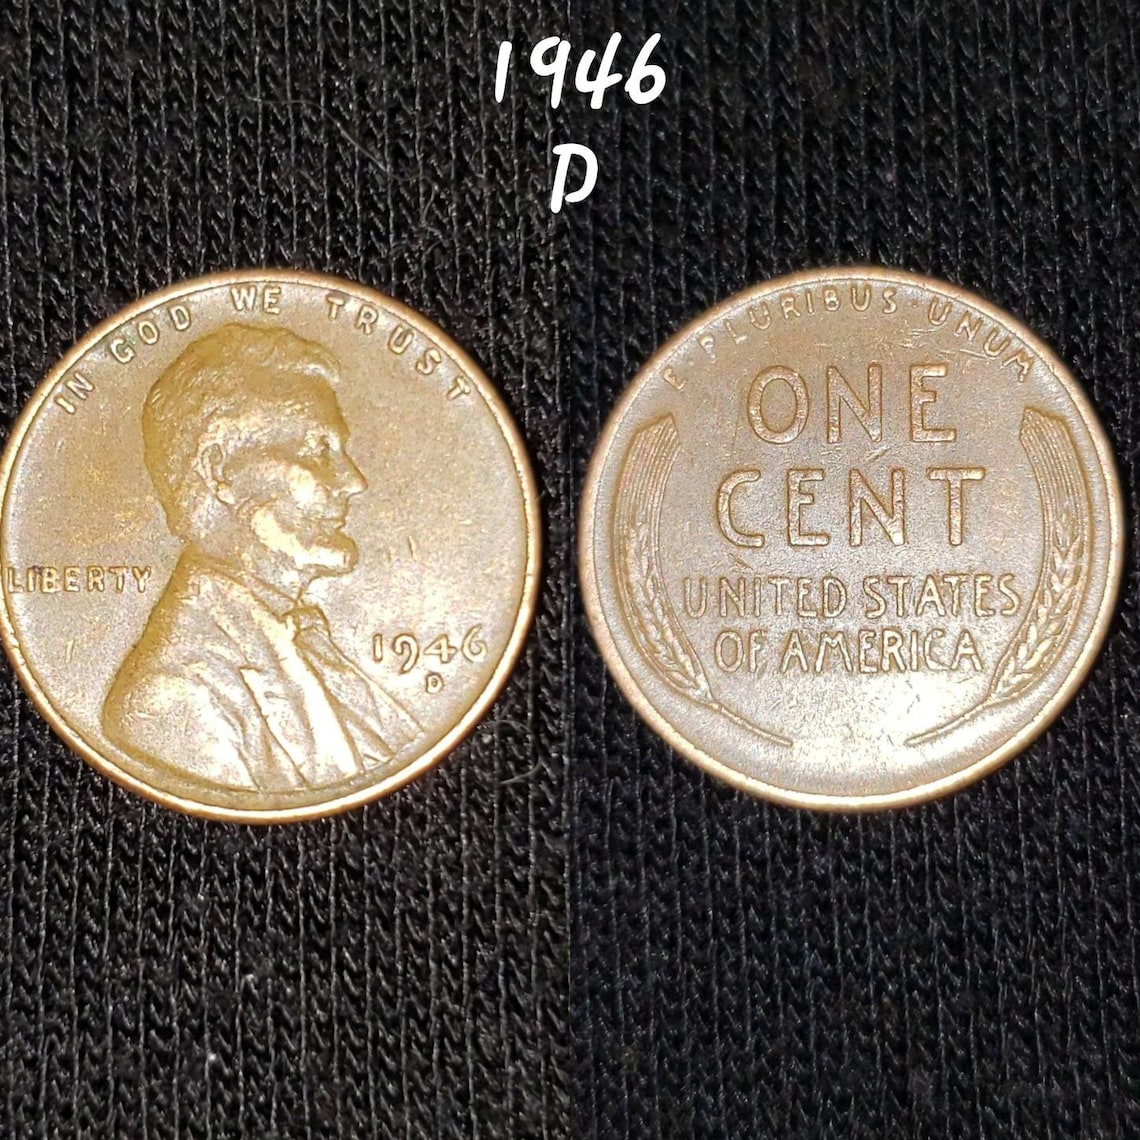 1946
D
IN GOD WE TRUST
LIBERTY
1946
D
E·PLURIBUS UNUM
ONE
CENT
UNITED STATES
OF AMERICA